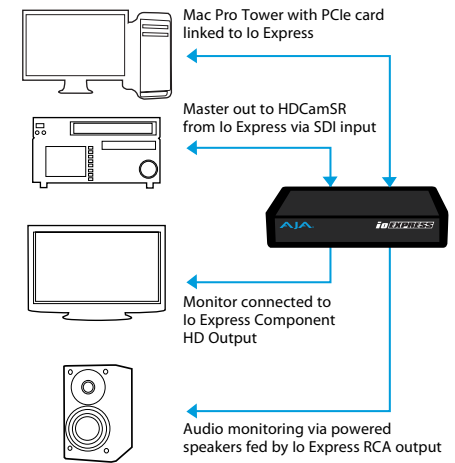 Mac Pro Tower with PCIe card
linked to Io Express
Master out to HDCamSR
from Io Express via SDI input
AJA
io EXPRESS
Monitor connected to
Io Express Component
HD Output
Audio monitoring via powered
speakers fed by Io Express RCA output